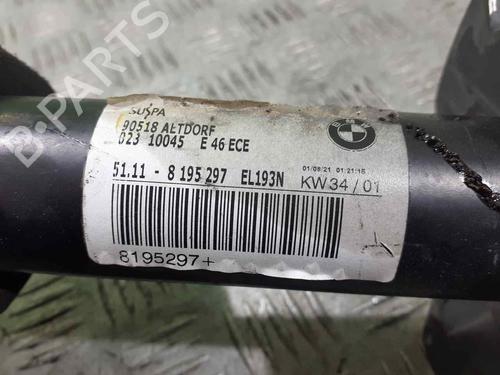 SUSPA
90518 ALTDORF
023 10045 E 46 ECE
BMW
51.11 - 8 195 297 EL193N
01/08/21 01:21:15
KW34/01
8195297+
B-PARTS